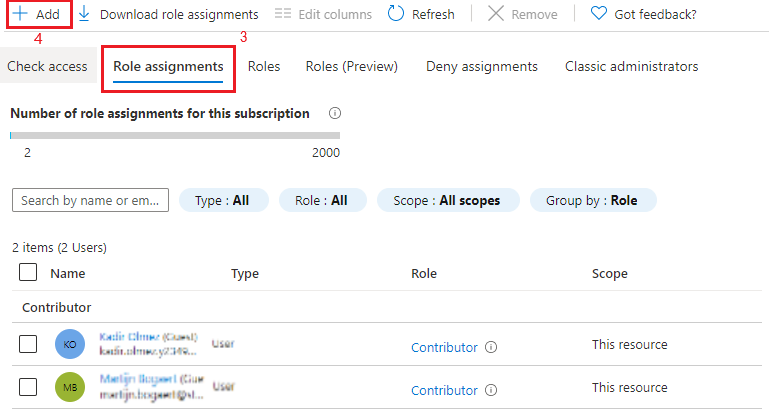 Add Download role assignments Edit columns Refresh Remove Got feedback?
4 3
Check access Role assignments Roles Roles (Preview) Deny assignments Classic administrators
Number of role assignments for this subscription
2 2000
Search by name or em... Type : All Role : All Scope : All scopes Group by : Role
2 items (2 Users)
Name Type Role Scope
Contributor
KO Kadir Olmez (Guest) User Contributor This resource
kadir.olmez.y2349...
MB Martijn Bogaert (Gue User Contributor This resource
martijn.bogaert@st...